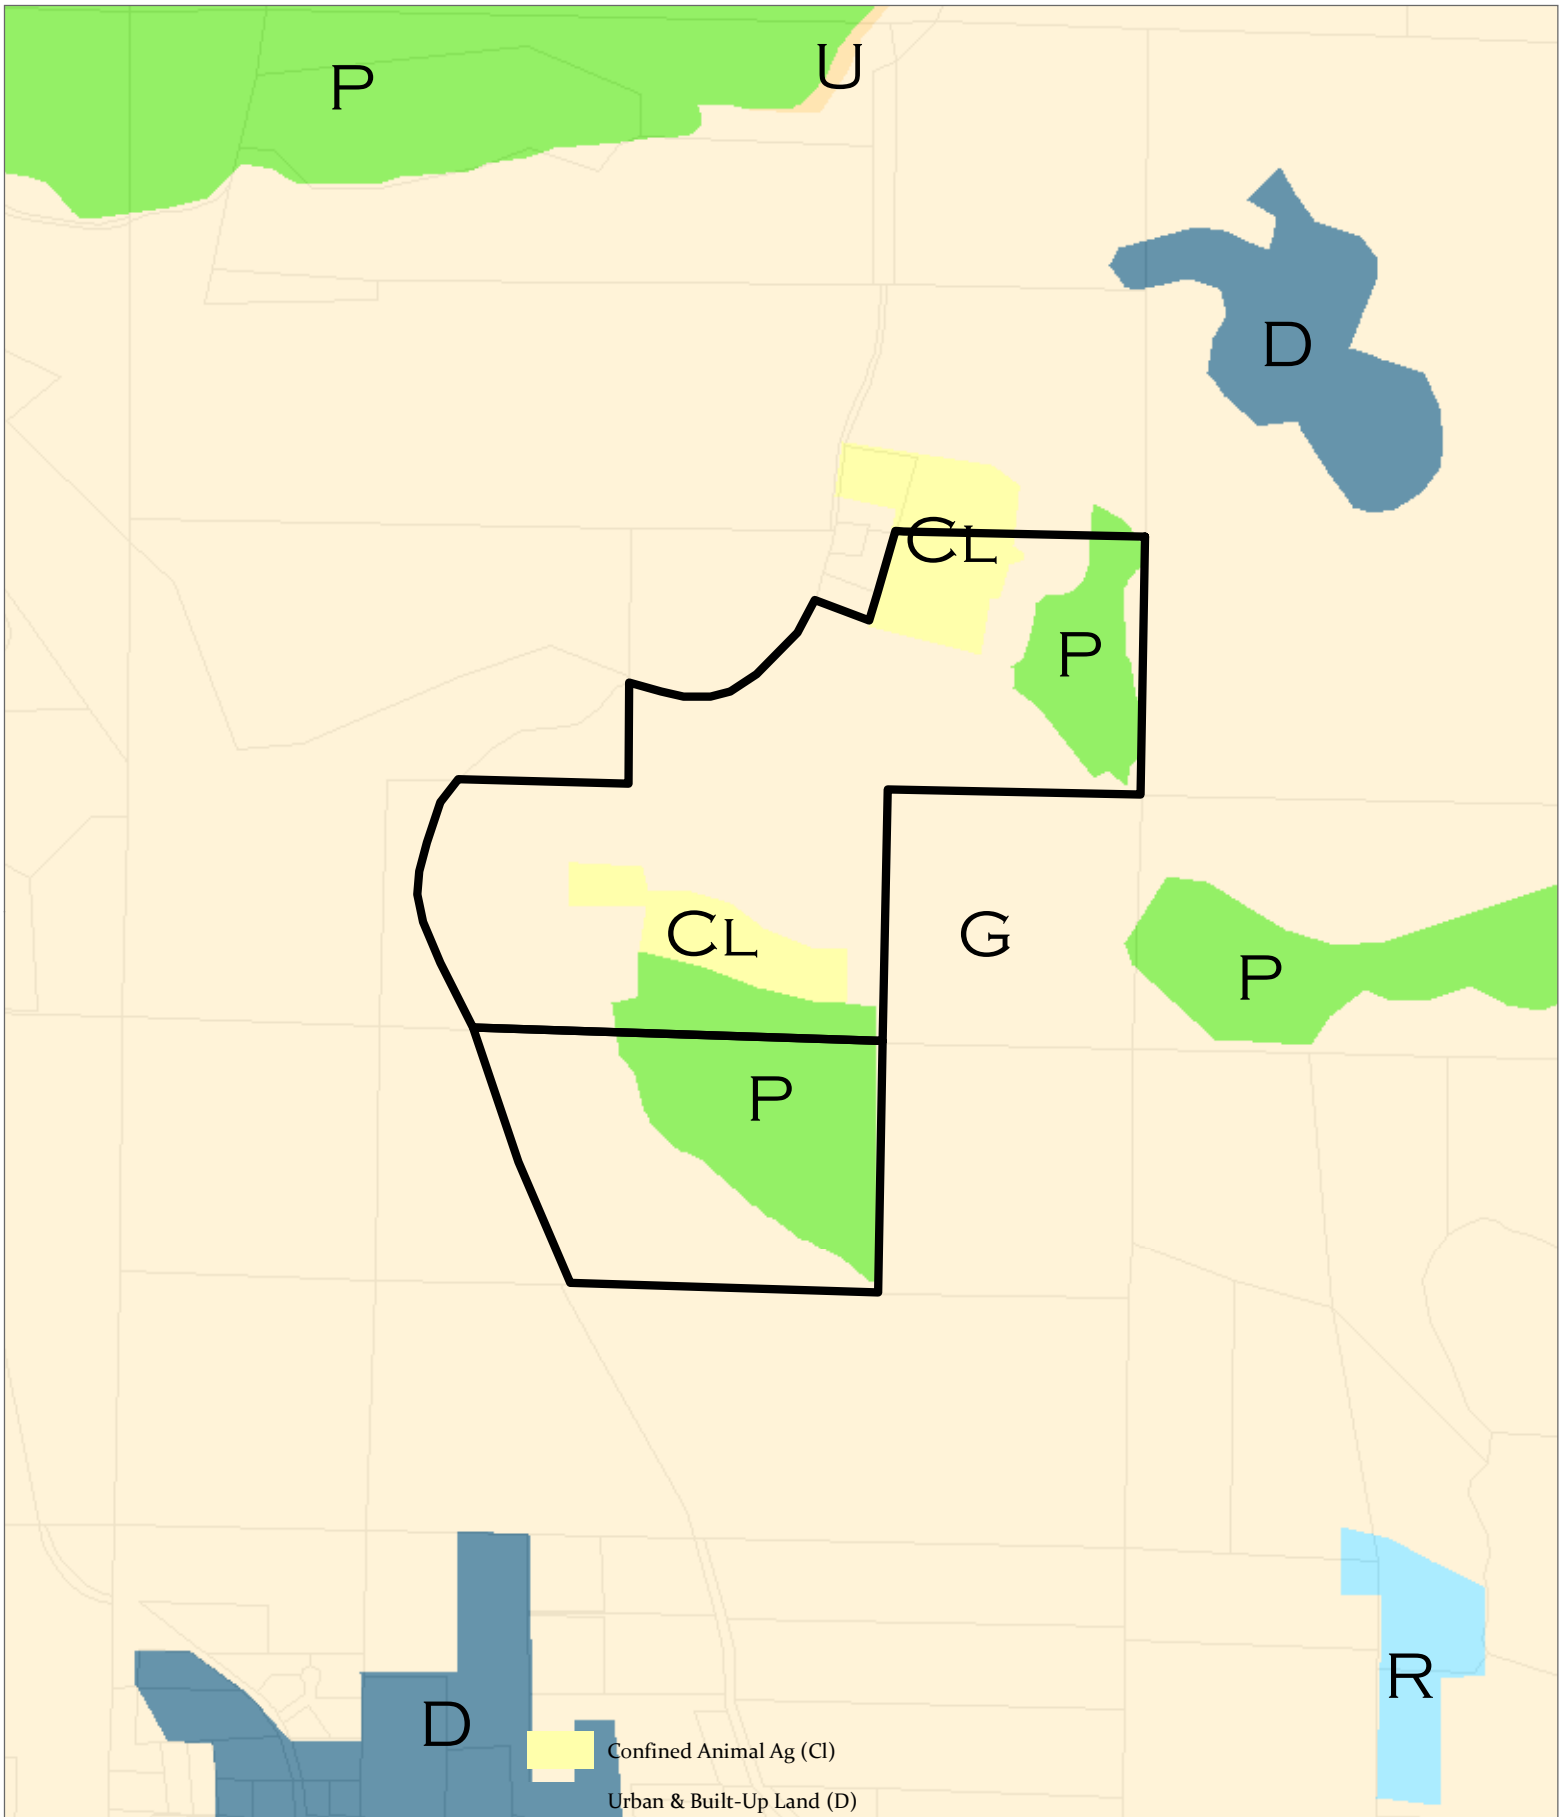 P
U
D
CL
P
CL
G
P
P
R
D
Confined Animal Ag (Cl)
Urban & Built-Up Land (D)